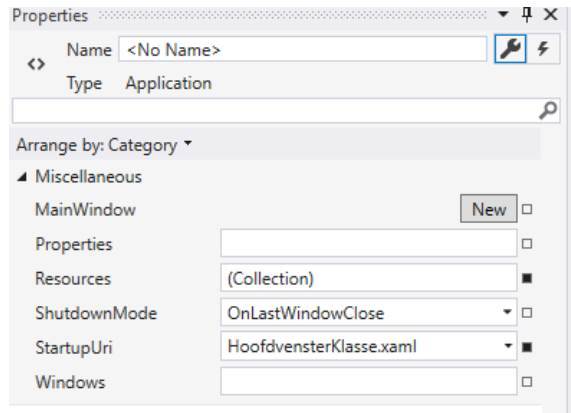 Properties
Name <No Name>
Type Application
Arrange by: Category
Miscellaneous
MainWindow New
Properties
Resources (Collection)
ShutdownMode OnLastWindowClose
StartupUri HoofdvensterKlasse.xaml
Windows